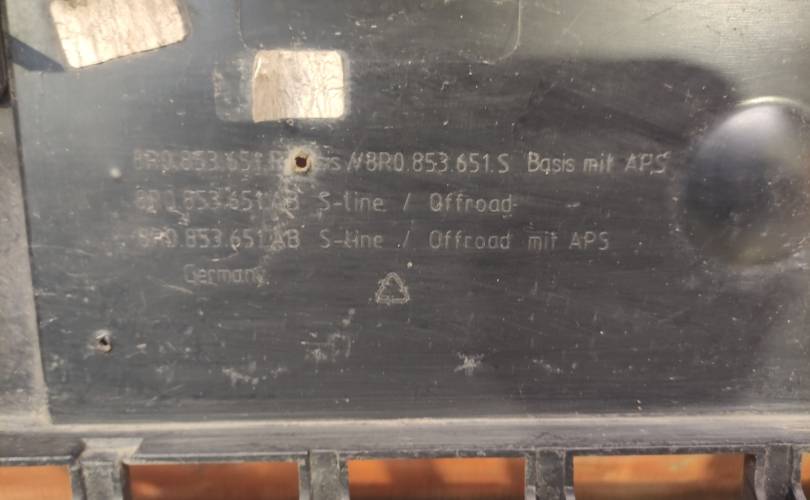 8R0.853.651.R Basis / 8R0.853.651.S Basis mit APS
8R0.853.651.AB S-line / Offroad
8R0.853.651.AB S-line / Offroad mit APS
Germany